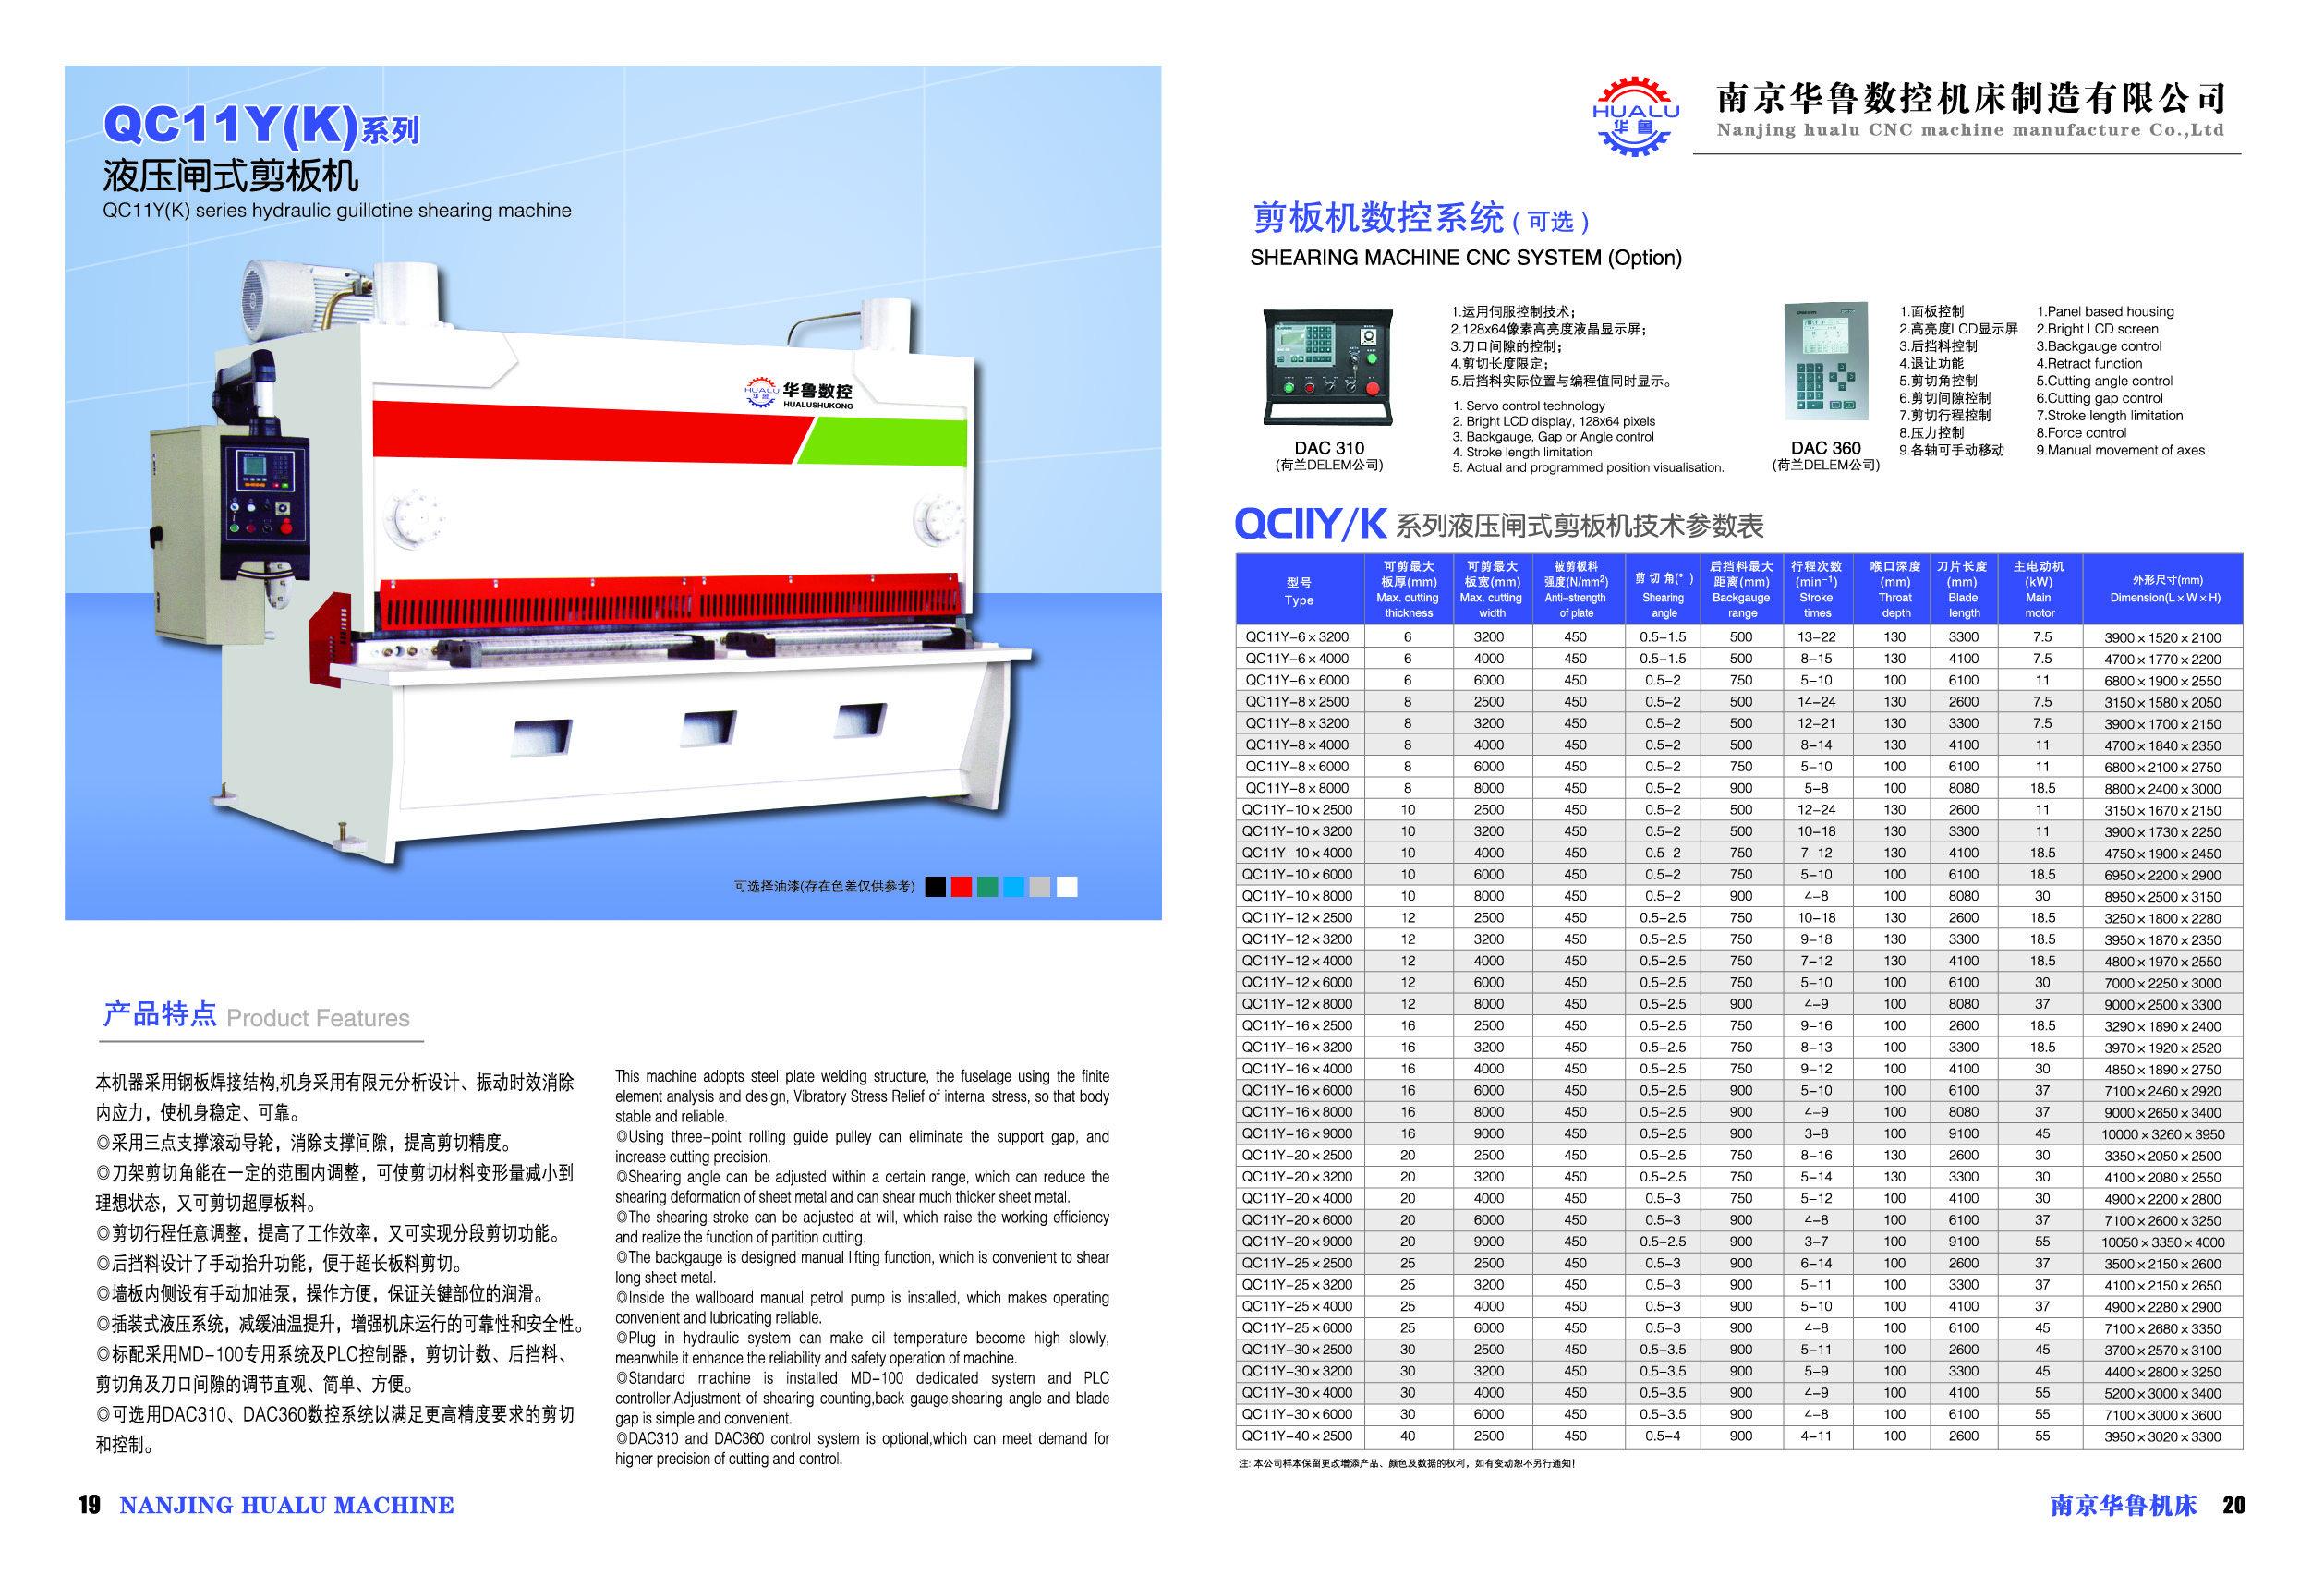 QC11Y(K)系列
液压闸式剪板机
QC11Y(K) series hydraulic guillotine shearing machine
HUALU
华鲁
华鲁数控
HUALUSHUKONG
可选择油漆(存在色差仅供参考)
产品特点 Product Features
本机器采用钢板焊接结构,机身采用有限元分析设计、振动时效消除
内应力，使机身稳定、可靠。
◎采用三点支撑滚动导轮，消除支撑间隙，提高剪切精度。
◎刀架剪切角能在一定的范围内调整，可使剪切材料变形量减小到
理想状态，又可剪切超厚板料。
◎剪切行程任意调整，提高了工作效率，又可实现分段剪切功能。
◎后挡料设计了手动抬升功能，便于超长板料剪切。
◎墙板内侧设有手动加油泵，操作方便，保证关键部位的润滑。
◎插装式液压系统，减缓油温提升，增强机床运行的可靠性和安全性。
◎标配采用MD-100专用系统及PLC控制器，剪切计数、后挡料、
剪切角及刀口间隙的调节直观、简单、方便。
◎可选用DAC310、DAC360数控系统以满足更高精度要求的剪切
和控制。
This machine adopts steel plate welding structure, the fuselage using the finite
element analysis and design, Vibratory Stress Relief of internal stress, so that body
stable and reliable.
◎Using three-point rolling guide pulley can eliminate the support gap, and
increase cutting precision.
◎Shearing angle can be adjusted within a certain range, which can reduce the
shearing deformation of sheet metal and can shear much thicker sheet metal.
◎The shearing stroke can be adjusted at will, which raise the working efficiency
and realize the function of partition cutting.
◎The backgauge is designed manual lifting function, which is convenient to shear
long sheet metal.
◎Inside the wallboard manual petrol pump is installed, which makes operating
convenient and lubricating reliable.
◎Plug in hydraulic system can make oil temperature become high slowly,
meanwhile it enhance the reliability and safety operation of machine.
◎Standard machine is installed MD-100 dedicated system and PLC
controller,Adjustment of shearing counting,back gauge,shearing angle and blade
gap is simple and convenient.
◎DAC310 and DAC360 control system is optional,which can meet demand for
higher precision of cutting and control.
19 NANJING HUALU MACHINE
HUALU
华鲁
南京华鲁数控机床制造有限公司
Nanjing hualu CNC machine manufacture Co.,Ltd
剪板机数控系统(可选)
SHEARING MACHINE CNC SYSTEM (Option)
DAC 310
(荷兰DELEM公司)
1.运用伺服控制技术；
2.128x64像素高亮度液晶显示屏；
3.刀口间隙的控制；
4.剪切长度限定；
5.后挡料实际位置与编程值同时显示。
1. Servo control technology
2. Bright LCD display, 128x64 pixels
3. Backgauge, Gap or Angle control
4. Stroke length limitation
5. Actual and programmed position visualisation.
DAC 360
(荷兰DELEM公司)
1.面板控制
2.高亮度LCD显示屏
3.后挡料控制
4.退让功能
5.剪切角控制
6.剪切间隙控制
7.剪切行程控制
8.压力控制
9.各轴可手动移动
1.Panel based housing
2.Bright LCD screen
3.Backgauge control
4.Retract function
5.Cutting angle control
6.Cutting gap control
7.Stroke length limitation
8.Force control
9.Manual movement of axes
QCIIY/K 系列液压闸式剪板机技术参数表
型号 Type | 可剪最大板厚(mm) Max. cutting thickness | 可剪最大板宽(mm) Max. cutting width | 被剪板料强度(N/mm²) Anti-strength of plate | 剪切角(°) Shearing angle | 后挡料最大距离(mm) Backgauge range | 行程次数(min⁻¹) Stroke times | 喉口深度(mm) Throat depth | 刀片长度(mm) Blade length | 主电动机(kW) Main motor | 外形尺寸(mm) Dimension(L×W×H)
QC11Y-6×3200 6 3200 450 0.5-1.5 500 13-22 130 3300 7.5 3900×1520×2100
QC11Y-6×4000 6 4000 450 0.5-1.5 500 8-15 130 4100 7.5 4700×1770×2200
QC11Y-6×6000 6 6000 450 0.5-2 750 5-10 100 6100 11 6800×1900×2550
QC11Y-8×2500 8 2500 450 0.5-2 500 14-24 130 2600 7.5 3150×1580×2050
QC11Y-8×3200 8 3200 450 0.5-2 500 12-21 130 3300 7.5 3900×1700×2150
QC11Y-8×4000 8 4000 450 0.5-2 500 8-14 130 4100 11 4700×1840×2350
QC11Y-8×6000 8 6000 450 0.5-2 750 5-10 100 6100 11 6800×2100×2750
QC11Y-8×8000 8 8000 450 0.5-2 900 5-8 100 8080 18.5 8800×2400×3000
QC11Y-10×2500 10 2500 450 0.5-2 500 12-24 130 2600 11 3150×1670×2150
QC11Y-10×3200 10 3200 450 0.5-2 500 10-18 130 3300 11 3900×1730×2250
QC11Y-10×4000 10 4000 450 0.5-2 750 7-12 130 4100 18.5 4750×1900×2450
QC11Y-10×6000 10 6000 450 0.5-2 750 5-10 100 6100 18.5 6950×2200×2900
QC11Y-10×8000 10 8000 450 0.5-2 900 4-8 100 8080 30 8950×2500×3150
QC11Y-12×2500 12 2500 450 0.5-2.5 750 10-18 130 2600 18.5 3250×1800×2280
QC11Y-12×3200 12 3200 450 0.5-2.5 750 9-18 130 3300 18.5 3950×1870×2350
QC11Y-12×4000 12 4000 450 0.5-2.5 750 7-12 130 4100 18.5 4800×1970×2550
QC11Y-12×6000 12 6000 450 0.5-2.5 750 5-10 100 6100 30 7000×2250×3000
QC11Y-12×8000 12 8000 450 0.5-2.5 900 4-9 100 8080 37 9000×2500×3300
QC11Y-16×2500 16 2500 450 0.5-2.5 750 9-16 100 2600 18.5 3290×1890×2400
QC11Y-16×3200 16 3200 450 0.5-2.5 750 8-13 100 3300 18.5 3970×1920×2520
QC11Y-16×4000 16 4000 450 0.5-2.5 750 9-12 100 4100 30 4850×1890×2750
QC11Y-16×6000 16 6000 450 0.5-2.5 900 5-10 100 6100 37 7100×2460×2920
QC11Y-16×8000 16 8000 450 0.5-2.5 900 4-9 100 8080 37 9000×2650×3400
QC11Y-16×9000 16 9000 450 0.5-2.5 900 3-8 100 9100 45 10000×3260×3950
QC11Y-20×2500 20 2500 450 0.5-2.5 750 8-16 130 2600 30 3350×2050×2500
QC11Y-20×3200 20 3200 450 0.5-2.5 750 5-14 130 3300 30 4100×2080×2550
QC11Y-20×4000 20 4000 450 0.5-3 750 5-12 100 4100 30 4900×2200×2800
QC11Y-20×6000 20 6000 450 0.5-3 900 4-8 100 6100 37 7100×2600×3250
QC11Y-20×9000 20 9000 450 0.5-2.5 900 3-7 100 9100 55 10050×3350×4000
QC11Y-25×2500 25 2500 450 0.5-3 900 6-14 100 2600 37 3500×2150×2600
QC11Y-25×3200 25 3200 450 0.5-3 900 5-11 100 3300 37 4100×2150×2650
QC11Y-25×4000 25 4000 450 0.5-3 900 5-10 100 4100 37 4900×2280×2900
QC11Y-25×6000 25 6000 450 0.5-3 900 4-8 100 6100 45 7100×2680×3350
QC11Y-30×2500 30 2500 450 0.5-3.5 900 5-11 100 2600 45 3700×2570×3100
QC11Y-30×3200 30 3200 450 0.5-3.5 900 5-9 100 3300 45 4400×2800×3250
QC11Y-30×4000 30 4000 450 0.5-3.5 900 4-9 100 4100 55 5200×3000×3400
QC11Y-30×6000 30 6000 450 0.5-3.5 900 4-8 100 6100 55 7100×3000×3600
QC11Y-40×2500 40 2500 450 0.5-4 900 4-11 100 2600 55 3950×3020×3300
注: 本公司样本保留更改增添产品、颜色及数据的权利，如有变动恕不另行通知!
南京华鲁机床 20